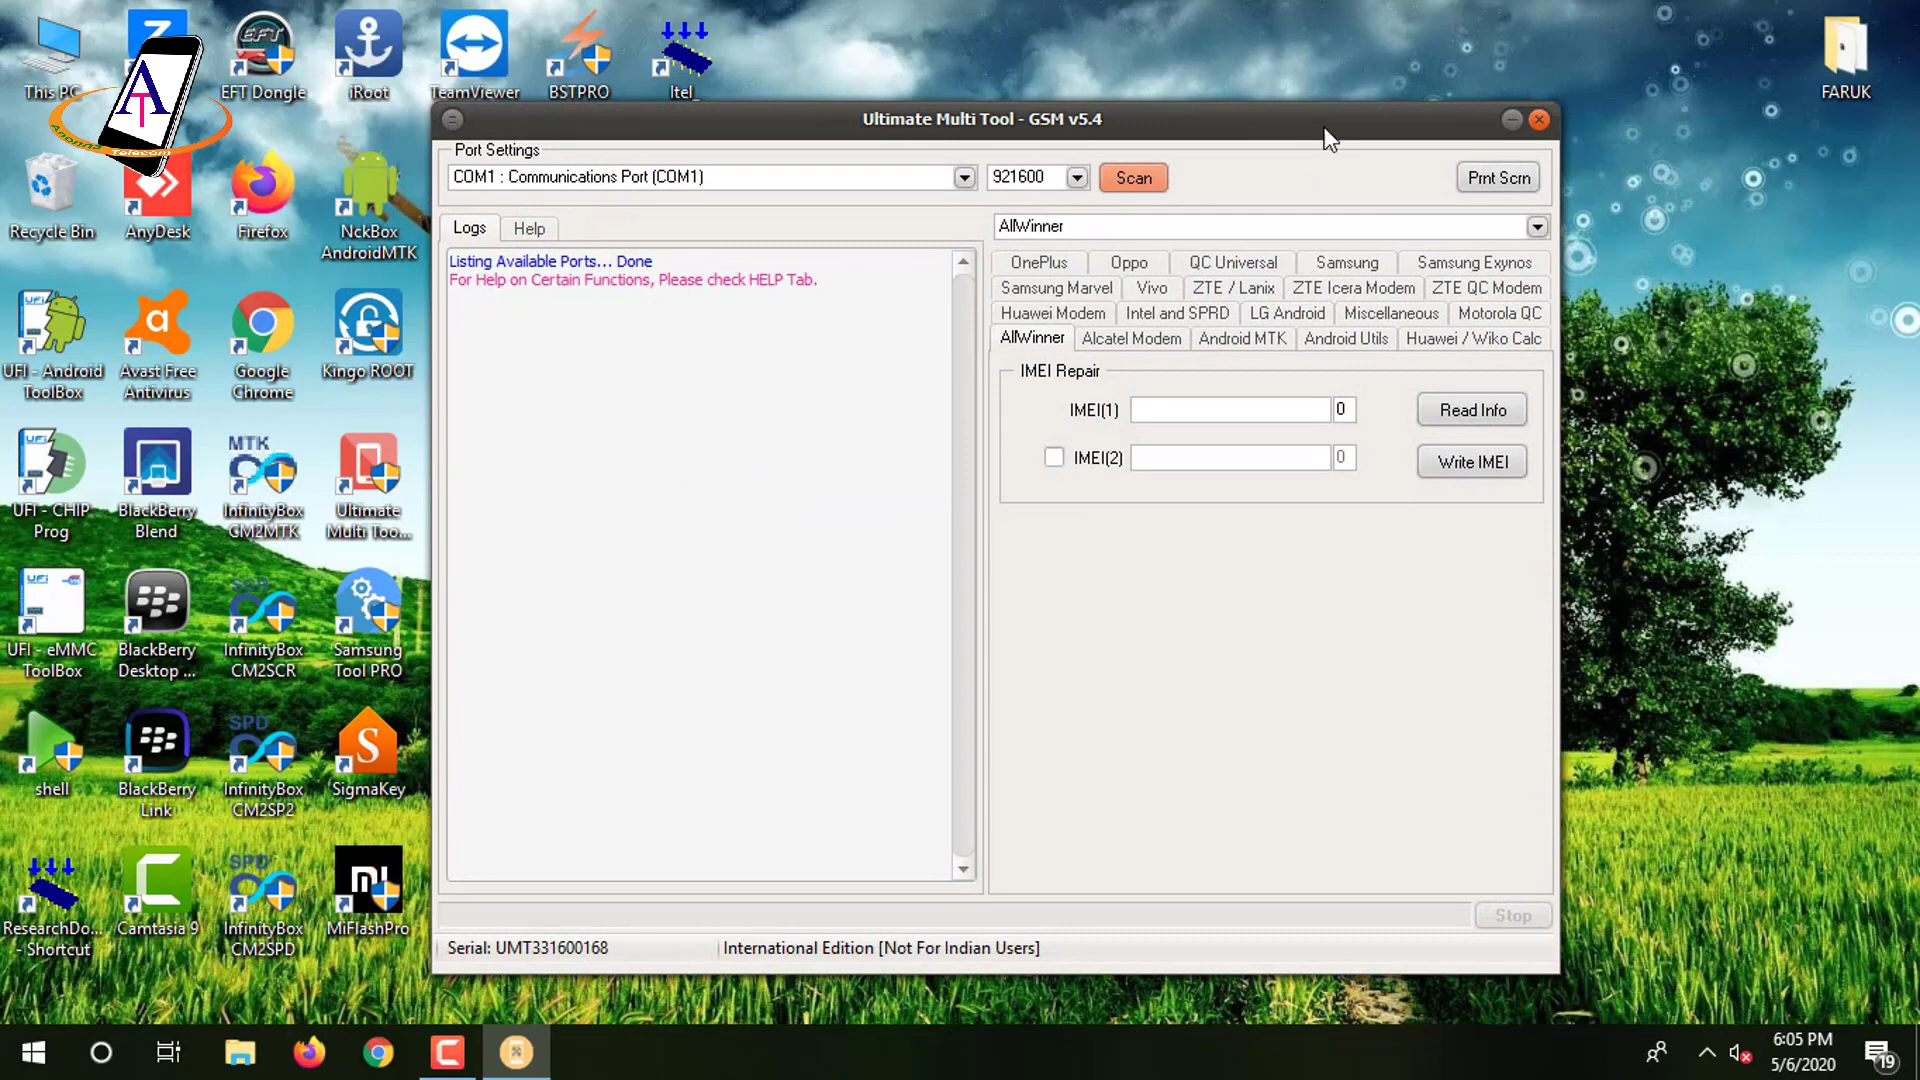 This PC
EFT Dongle
iRoot
TeamViewer
BSTPRO
Itel_
FARUK
A
T
Telecom
Recycle Bin
AnyDesk
Firefox
NckBox
AndroidMTK
UFI - Android
ToolBox
Avast Free
Antivirus
Google
Chrome
Kingo ROOT
UFI - CHIP
Prog
BlackBerry
Blend
MTK
InfinityBox
CM2MTK
Ultimate
Multi Too...
UFI - eMMC
ToolBox
BlackBerry
Desktop ...
InfinityBox
CM2SCR
Samsung
Tool PRO
shell
BlackBerry
Link
SPD
InfinityBox
CM2SP2
SigmaKey
ResearchDo...
- Shortcut
Camtasia 9
SPD
InfinityBox
CM2SPD
MiFlashPro
Ultimate Multi Tool - GSM v5.4
Port Settings
COM1 : Communications Port (COM1)
921600
Scan
Prnt Scrn
Logs
Help
Listing Available Ports... Done
For Help on Certain Functions, Please check HELP Tab.
AllWinner
OnePlus
Oppo
QC Universal
Samsung
Samsung Exynos
Samsung Marvel
Vivo
ZTE / Lanix
ZTE Icera Modem
ZTE QC Modem
Huawei Modem
Intel and SPRD
LG Android
Miscellaneous
Motorola QC
AllWinner
Alcatel Modem
Android MTK
Android Utils
Huawei / Wiko Calc
IMEI Repair
IMEI(1)
0
Read Info
IMEI(2)
0
Write IMEI
Stop
Serial: UMT331600168
International Edition [Not For Indian Users]
6:05 PM
5/6/2020
19